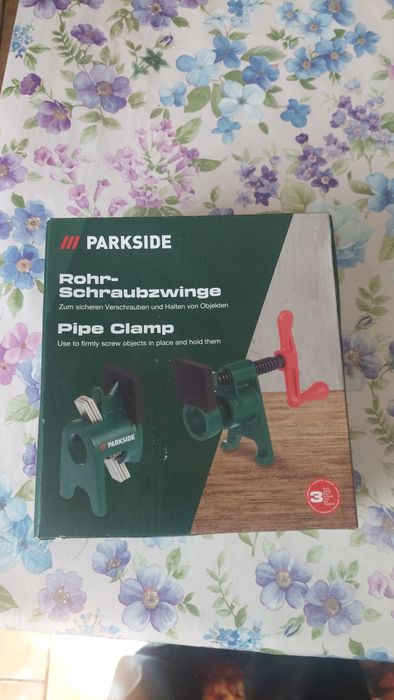 PARKSIDE
Rohr-
Schraubzwinge
Zum sicheren Verschrauben und Halten von Objekten
Pipe Clamp
Use to firmly screw objects in place and hold them
PARKSIDE
3